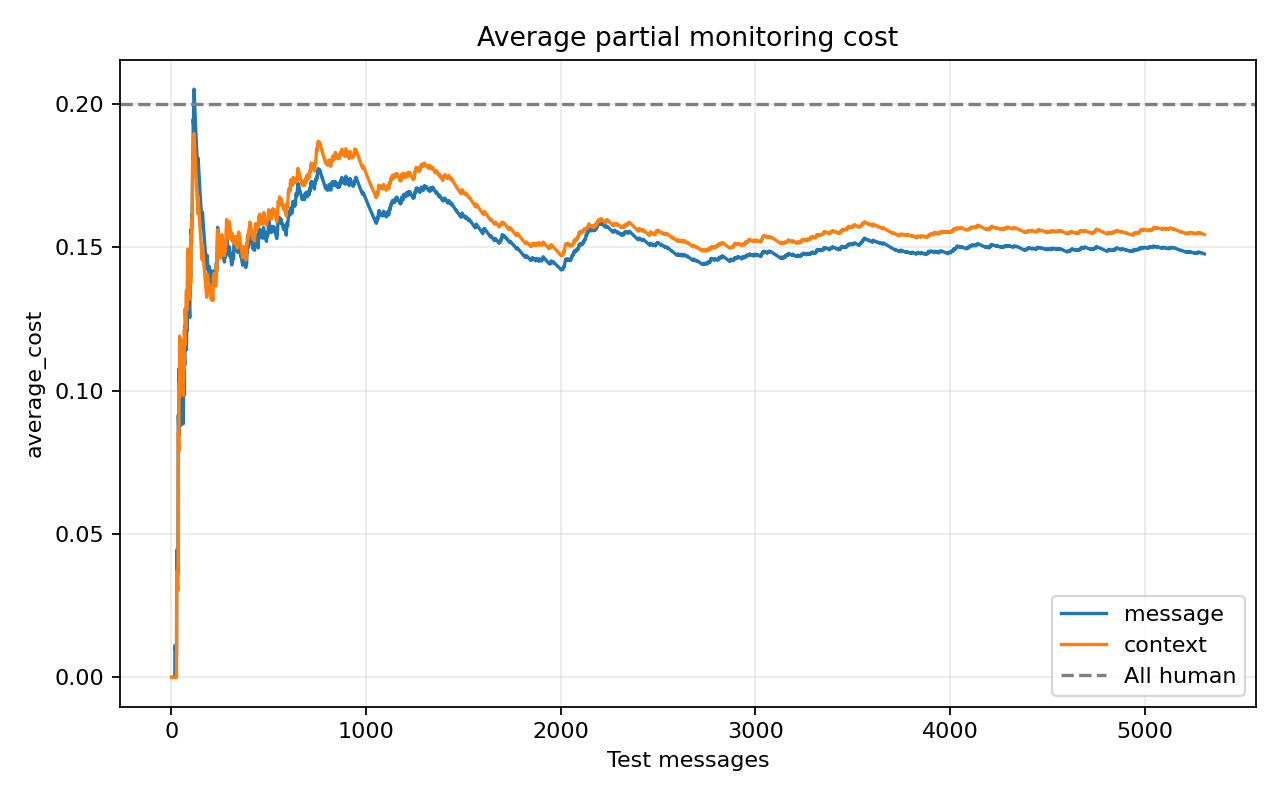 Average partial monitoring cost
average_cost
0.20
0.15
0.10
0.05
0.00
0
1000
2000
3000
4000
5000
Test messages
message
context
All human